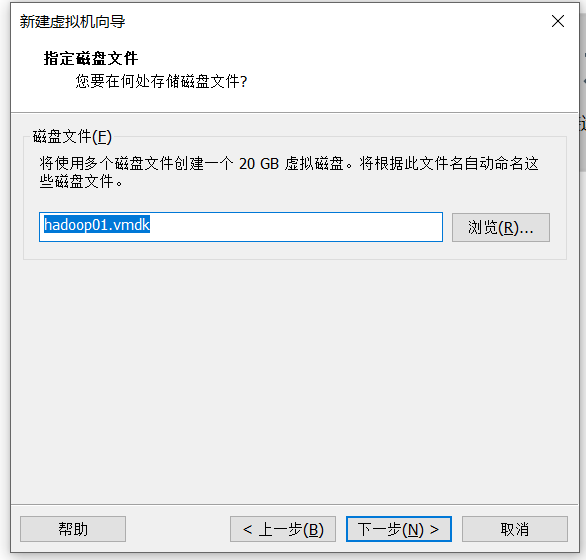 新建虚拟机向导
指定磁盘文件
您要在何处存储磁盘文件?
磁盘文件(F)
将使用多个磁盘文件创建一个 20 GB 虚拟磁盘。将根据此文件名自动命名这
些磁盘文件。
hadoop01.vmdk
浏览(R)...
帮助
< 上一步(B)
下一步(N) >
取消